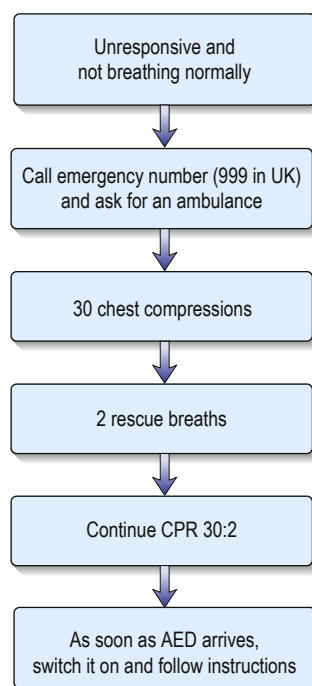 Unresponsive and
not breathing normally
Call emergency number (999 in UK)
and ask for an ambulance
30 chest compressions
2 rescue breaths
Continue CPR 30:2
As soon as AED arrives,
switch it on and follow instructions